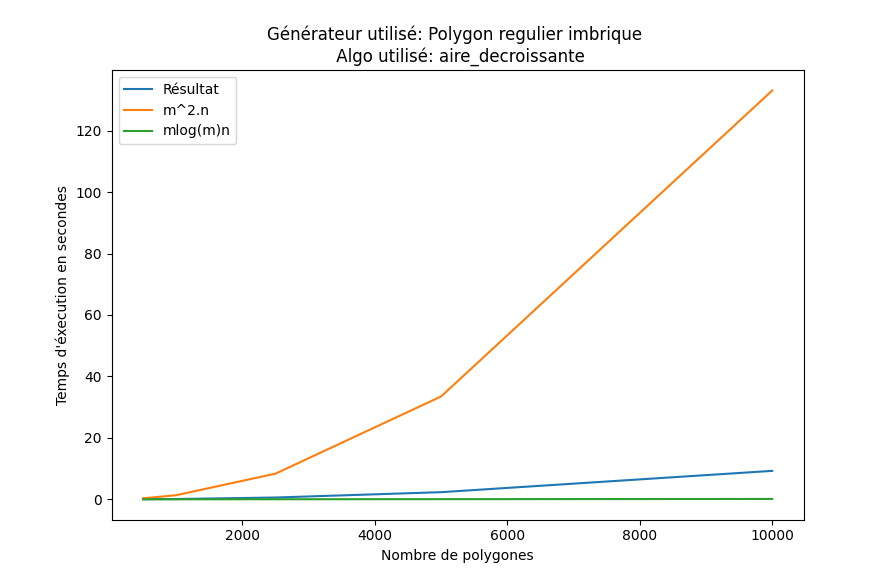 Générateur utilisé: Polygon regulier imbrique
Algo utilisé: aire_decroissante
Résultat
m^2.n
mlog(m)n
Temps d'éxecution en secondes
120
100
80
60
40
20
0
2000
4000
6000
8000
10000
Nombre de polygones